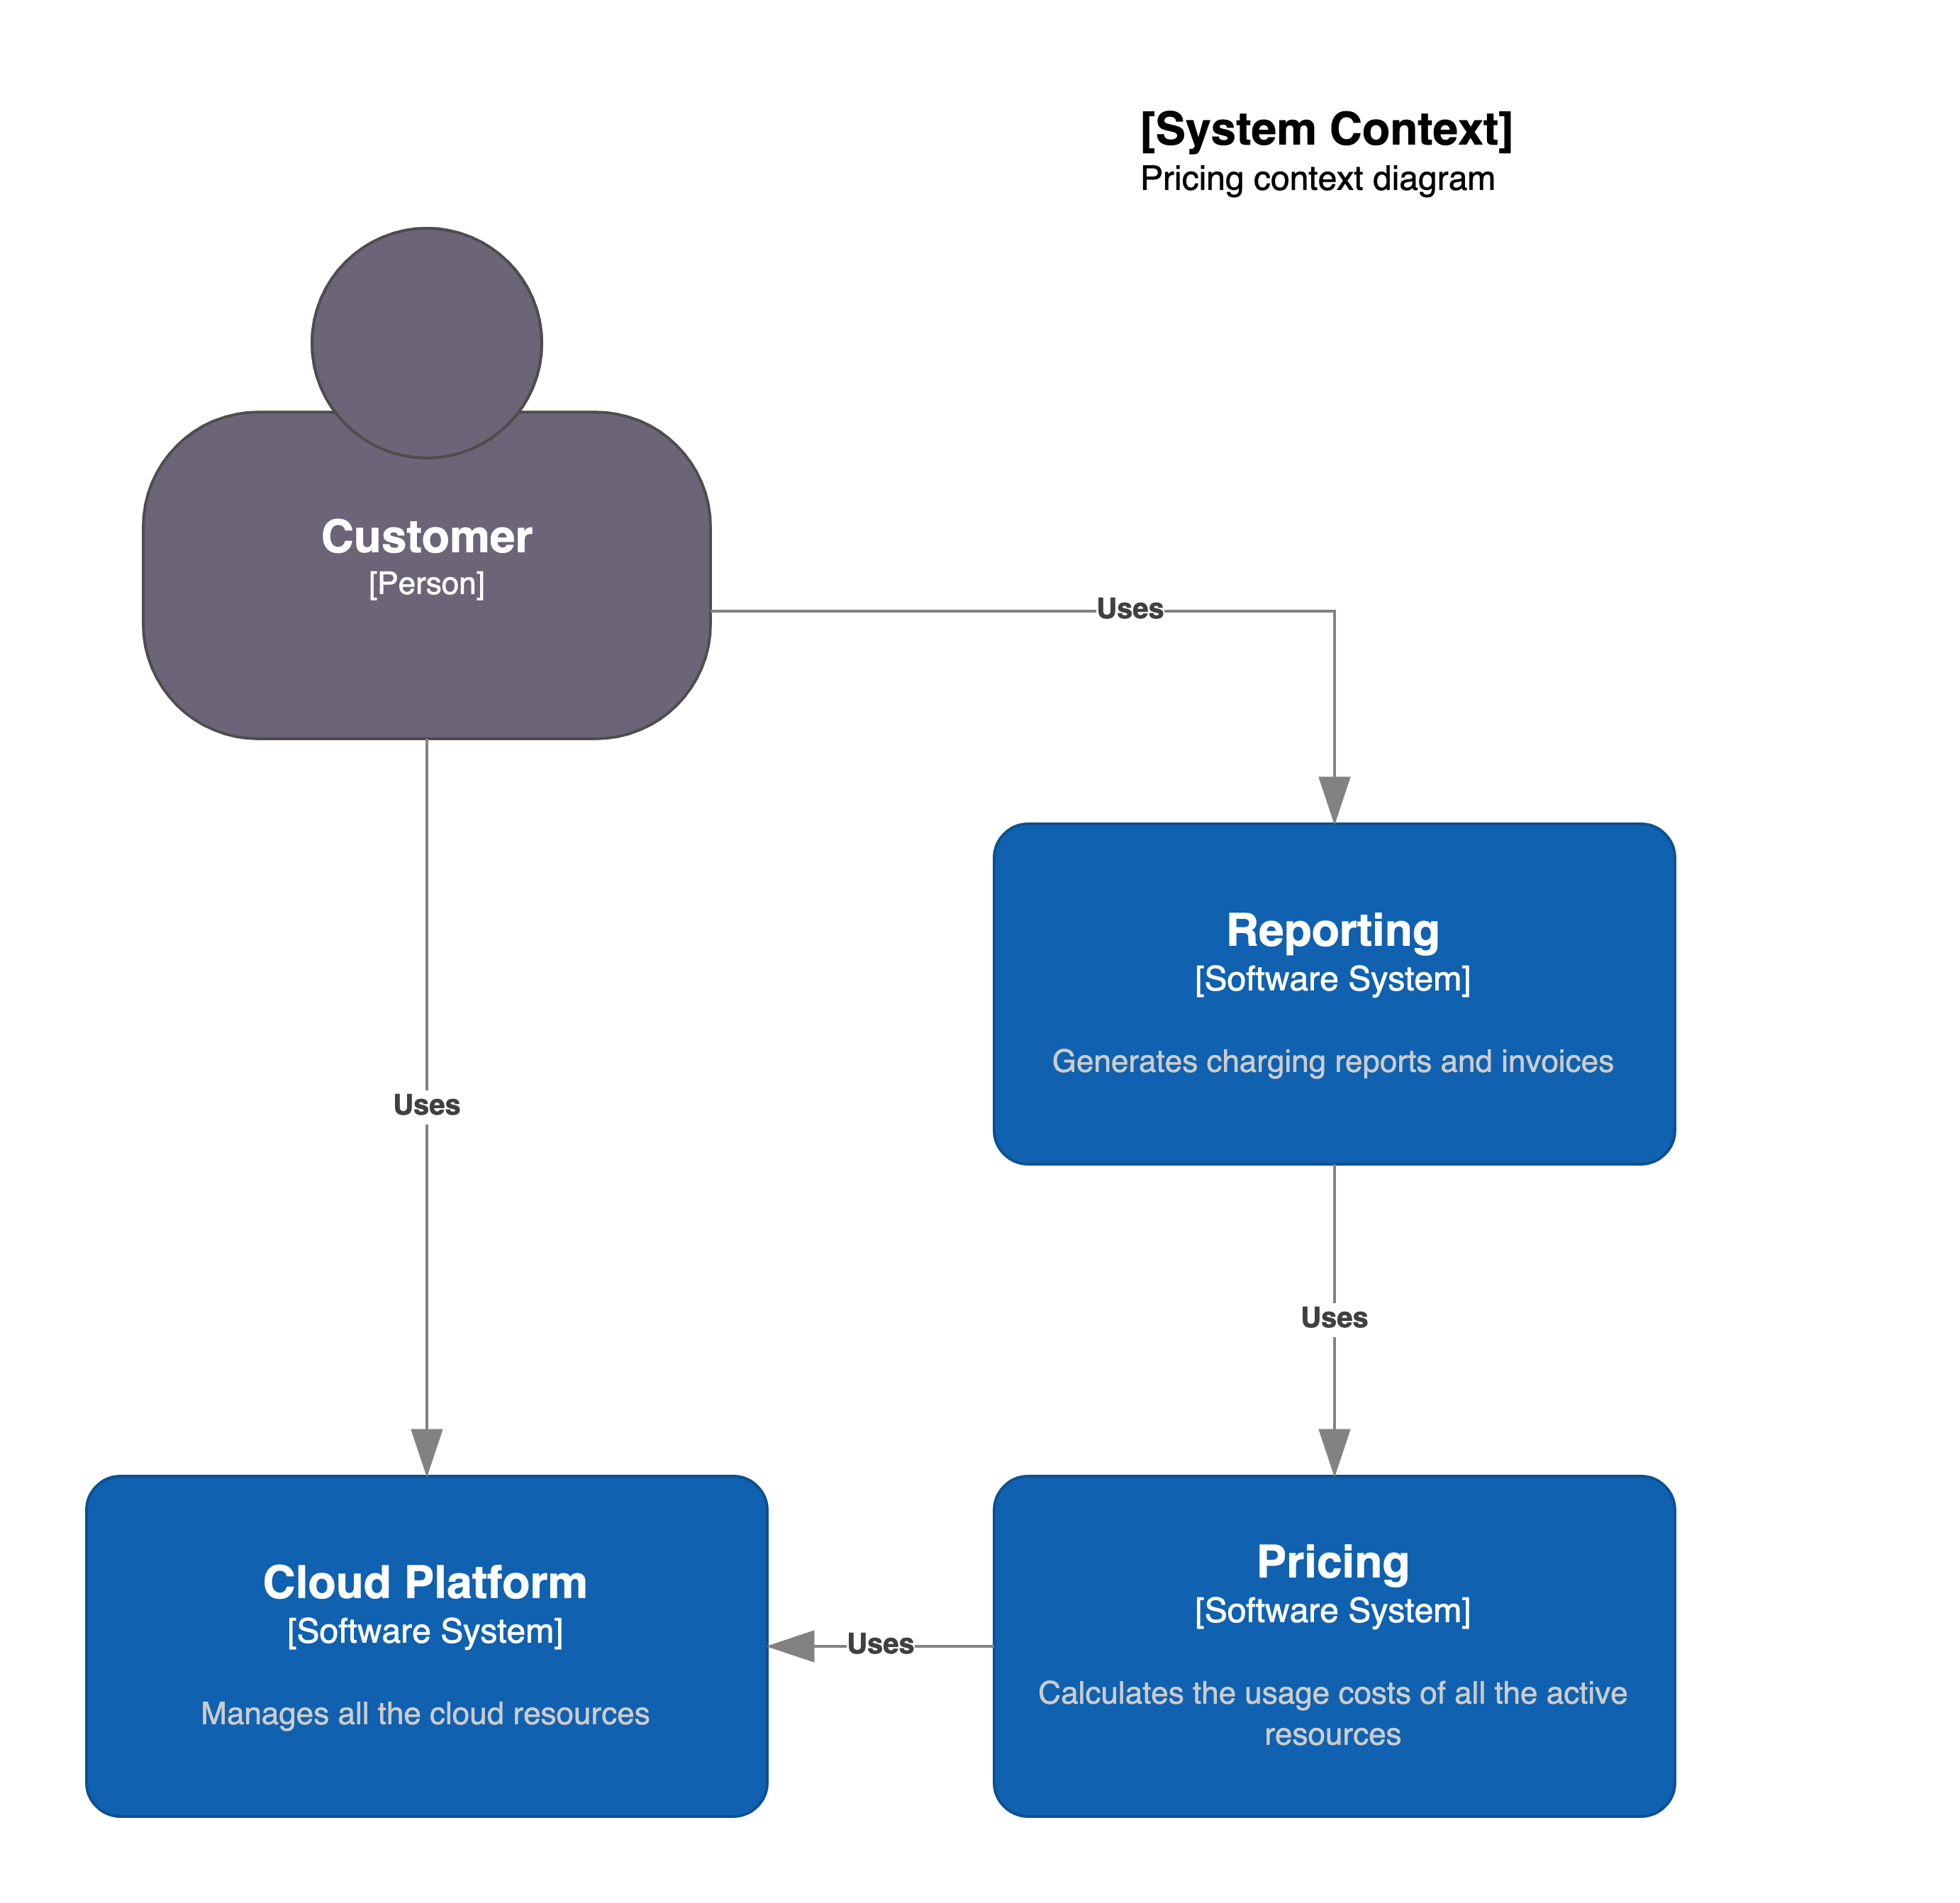 [System Context]
Pricing context diagram
Customer
[Person]
Uses
Reporting
[Software System]
Generates charging reports and invoices
Uses
Uses
Cloud Platform
[Software System]
Manages all the cloud resources
Uses
Pricing
[Software System]
Calculates the usage costs of all the active
resources